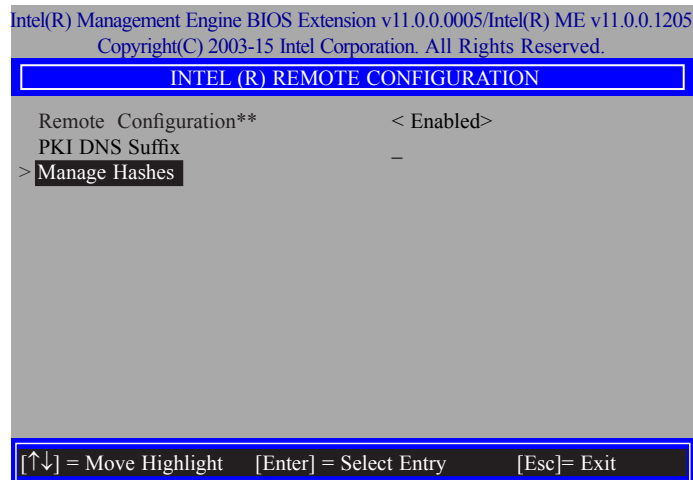 Intel(R) Management Engine BIOS Extension v11.0.0.0005/Intel(R) ME v11.0.0.1205
Copyright(C) 2003-15 Intel Corporation. All Rights Reserved.
INTEL (R) REMOTE CONFIGURATION
Remote Configuration** < Enabled>
PKI DNS Suffix _
> Manage Hashes
[↑↓] = Move Highlight [Enter] = Select Entry [Esc]= Exit